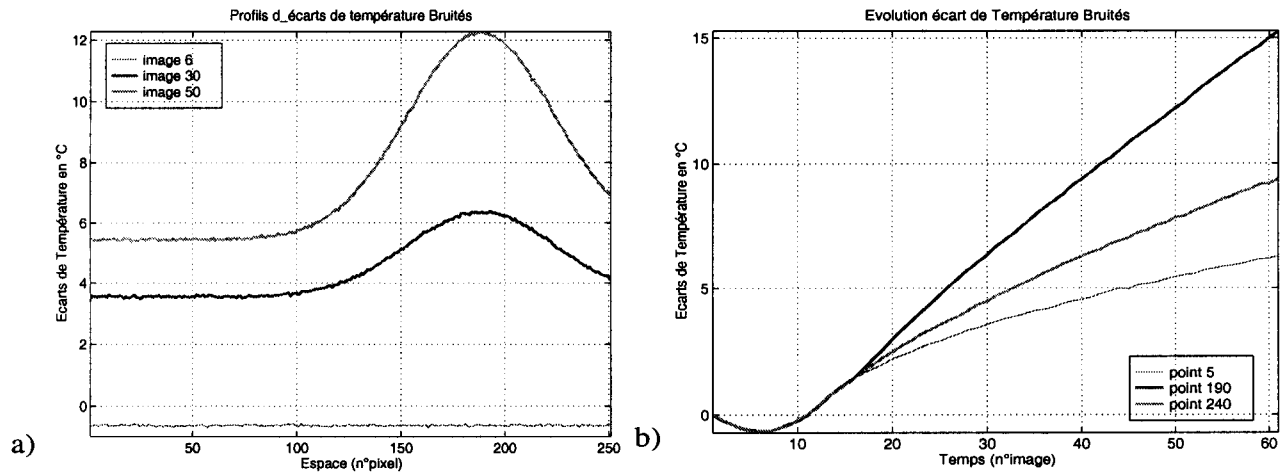 Profils d_écarts de température Bruités
Ecarts de Température en °C
12
10
8
6
4
2
0
image 6
image 30
image 50
50
100
150
200
250
Espace (n°pixel)
a)
Evolution écart de Température Bruités
Ecarts de Température en °C
15
10
5
0
point 5
point 190
point 240
10
20
30
40
50
60
Temps (n°image)
b)